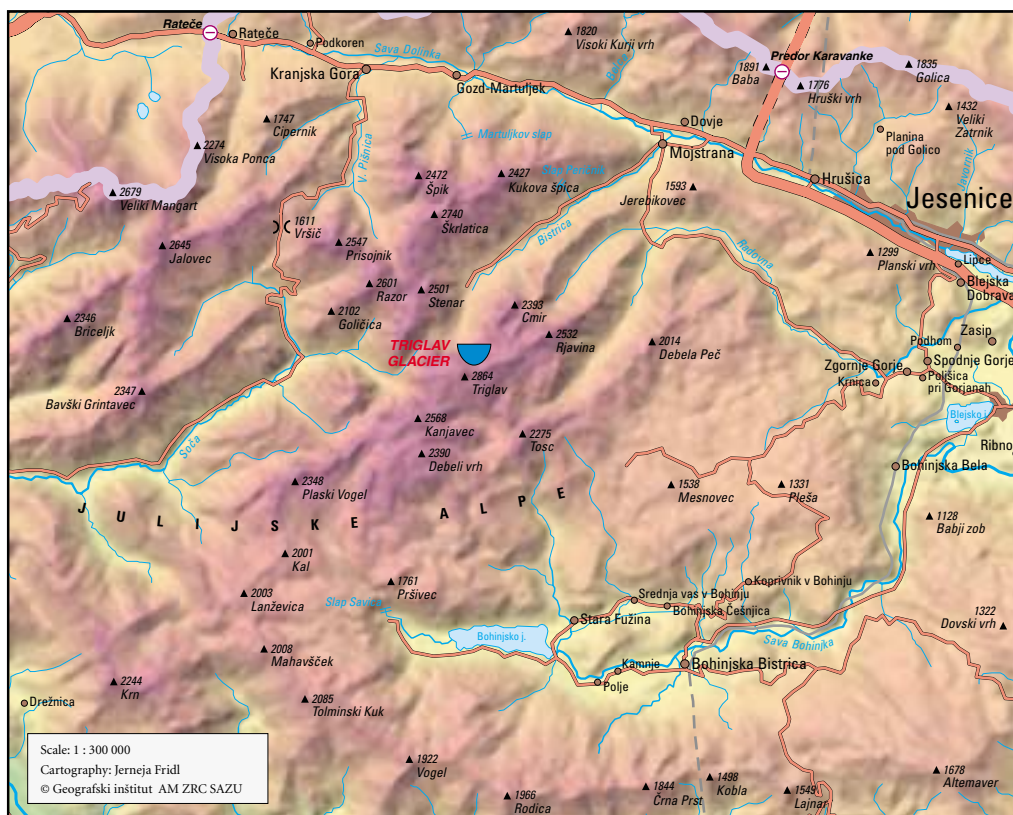 Rateče
Rateče
Podkoren
Sava Dolinka
1820
Visoki Kurji vrh
Predor Karavanke
1891
Baba
1835
Golica
Kranjska Gora
Gozd-Martuljek
1776
Hruški vrh
1432
Veliki
Zatrnik
1747
Ciprnik
Martuljkov slap
Dovje
Planina
pod Golico
2274
Visoka Ponca
V. Pišnica
Mojstrana
Javornik
2472
Špik
2427
Kukova špica
Hrušica
2679
Veliki Mangart
1593
Jerebikovec
Jesenice
2740
Škrlatica
1611
Vršič
Bistrica
2547
Prisojnik
2645
Jalovec
Radovna
1299
Planski vrh
Lipce
2601
Razor
2501
Stenar
Blejska
Dobrava
2102
Goličica
2393
Cmir
2346
Briceljk
2532
Rjavina
2014
Debela Peč
Zasip
Podhom
TRIGLAV
GLACIER
Spodnje Gorje
Zgornje Gorje
2864
Triglav
Krnica
Poljšica
pri Gorjanah
2347
Bavški Grintavec
2568
Kanjavec
Blejsko j.
2275
Tosc
Soča
Ribno
2390
Debeli vrh
Bohinjska Bela
2348
Plaski Vogel
1538
Mesnovec
1331
Pleša
JULIJSKE ALPE
1128
Babji zob
2001
Kal
1761
Pršivec
Koprivnik v Bohinju
2003
Lanževica
Slap Savica
Srednja vas v Bohinju
Bohinjska Češnjica
1322
Dovski vrh
Stara Fužina
Bohinjsko j.
Sava Bohinjka
2008
Mahavšček
Kamnje
Bohinjska Bistrica
2244
Krn
Polje
2085
Tolminski Kuk
Drežnica
Scale: 1 : 300 000
Cartography: Jerneja Fridl
© Geografski inštitut AM ZRC SAZU
1922
Vogel
1966
Rodica
1844
Črna Prst
1498
Kobla
1549
Lajnar
1678
Altemaver